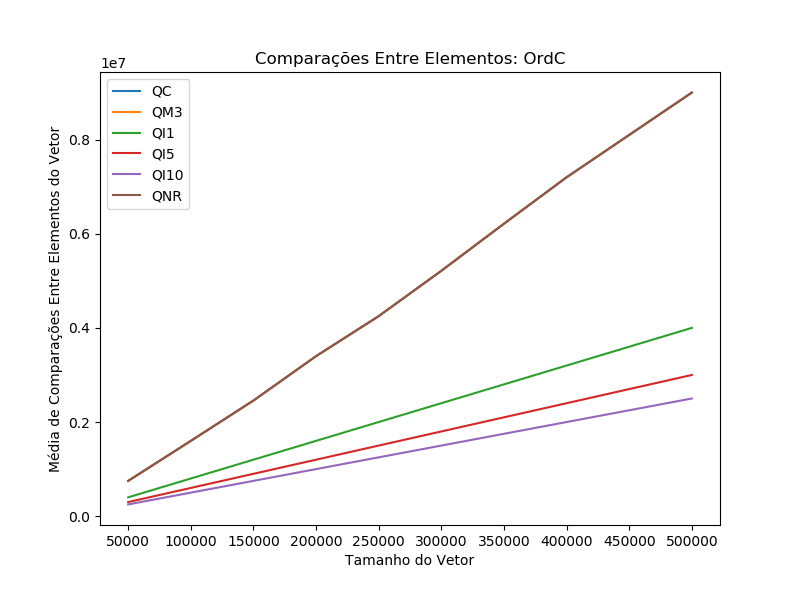 Comparações Entre Elementos: OrdC
1e7
QC
QM3
QI1
QI5
QI10
QNR
Média de Comparações Entre Elementos do Vetor
0.8
0.6
0.4
0.2
0.0
50000 100000 150000 200000 250000 300000 350000 400000 450000 500000
Tamanho do Vetor